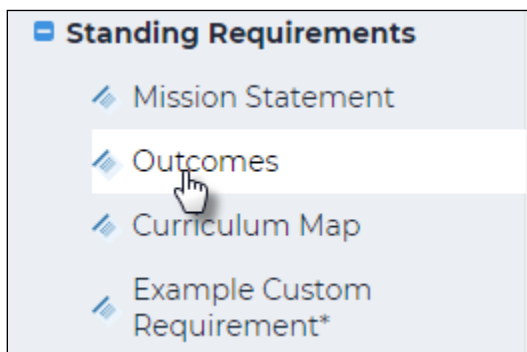 Standing Requirements
Mission Statement
Outcomes
Curriculum Map
Example Custom
Requirement*